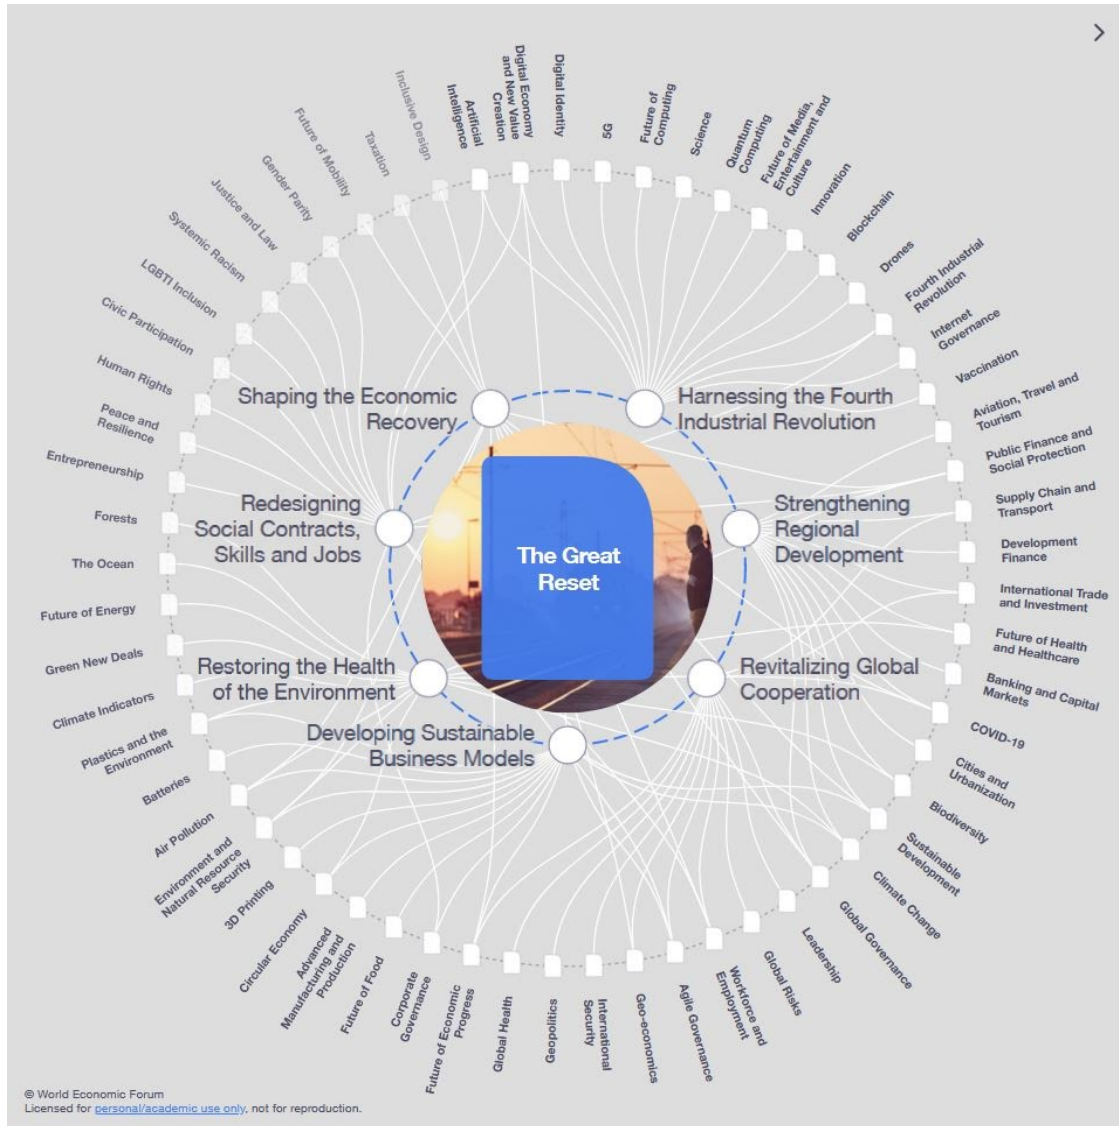 The Great
Reset
Shaping the Economic
Recovery
Harnessing the Fourth
Industrial Revolution
Redesigning
Social Contracts,
Skills and Jobs
Strengthening
Regional
Development
Restoring the Health
of the Environment
Revitalizing Global
Cooperation
Developing Sustainable
Business Models
Artificial
Intelligence
Digital Economy
and New Value
Creation
Digital Identity
5G
Future of
Computing
Science
Quantum
Computing
Future of Media,
Entertainment and
Culture
Innovation
Blockchain
Drones
Fourth Industrial
Revolution
Internet
Governance
Vaccination
Aviation, Travel and
Tourism
Public Finance and
Social Protection
Supply Chain and
Transport
Development
Finance
International Trade
and Investment
Future of Health
and Healthcare
Banking and Capital
Markets
COVID-19
Cities and
Urbanization
Biodiversity
Sustainable
Development
Climate Change
Global Governance
Leadership
Global Risks
Workforce and
Employment
Agile Governance
Geo-economics
International
Security
Geopolitics
Global Health
Future of Economic
Progress
Corporate
Governance
Future of Food
Advanced
Manufacturing and
Production
Circular Economy
3D Printing
Environment and
Natural Resource
Security
Air Pollution
Batteries
Plastics and the
Environment
Climate Indicators
Green New Deals
Future of Energy
The Ocean
Forests
Entrepreneurship
Peace and
Resilience
Human Rights
Civic Participation
LGBTI Inclusion
Systemic Racism
Justice and Law
Gender Parity
Future of Mobility
Taxation
Inclusive Design
© World Economic Forum
Licensed for personal/academic use only, not for reproduction.